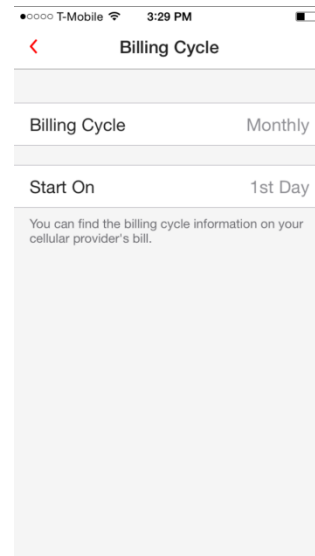 T-Mobile 3:29 PM
Billing Cycle
Billing Cycle Monthly
Start On 1st Day
You can find the billing cycle information on your
cellular provider's bill.